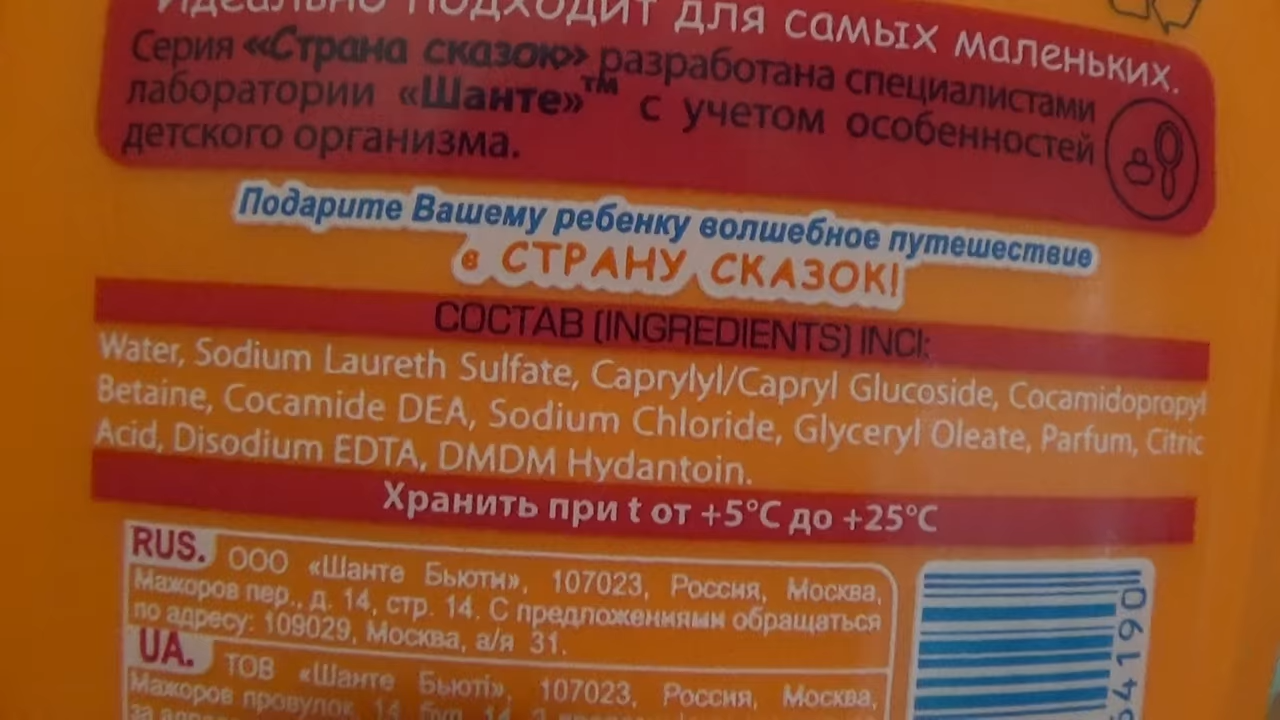 Идеально подходит для самых маленьких.
Серия «Страна сказок» разработана специалистами
лаборатории «Шанте»™ с учетом особенностей
детского организма.
Подарите Вашему ребенку волшебное путешествие
в СТРАНУ СКАЗОК!
СОСТАВ (INGREDIENTS) INCI:
Water, Sodium Laureth Sulfate, Caprylyl/Capryl Glucoside, Cocamidopropyl
Betaine, Cocamide DEA, Sodium Chloride, Glyceryl Oleate, Parfum, Citric
Acid, Disodium EDTA, DMDM Hydantoin.
Хранить при t от +5°C до +25°C
RUS. ООО «Шанте Бьюти», 107023, Россия, Москва,
Мажоров пер., д. 14, стр. 14. С предложениями обращаться
по адресу: 109029, Москва, а/я 31.
UA. ТОВ «Шанте Бьюті», 107023, Россия, Москва,
Мажоров провулок, 14, буд. 14. З
64190